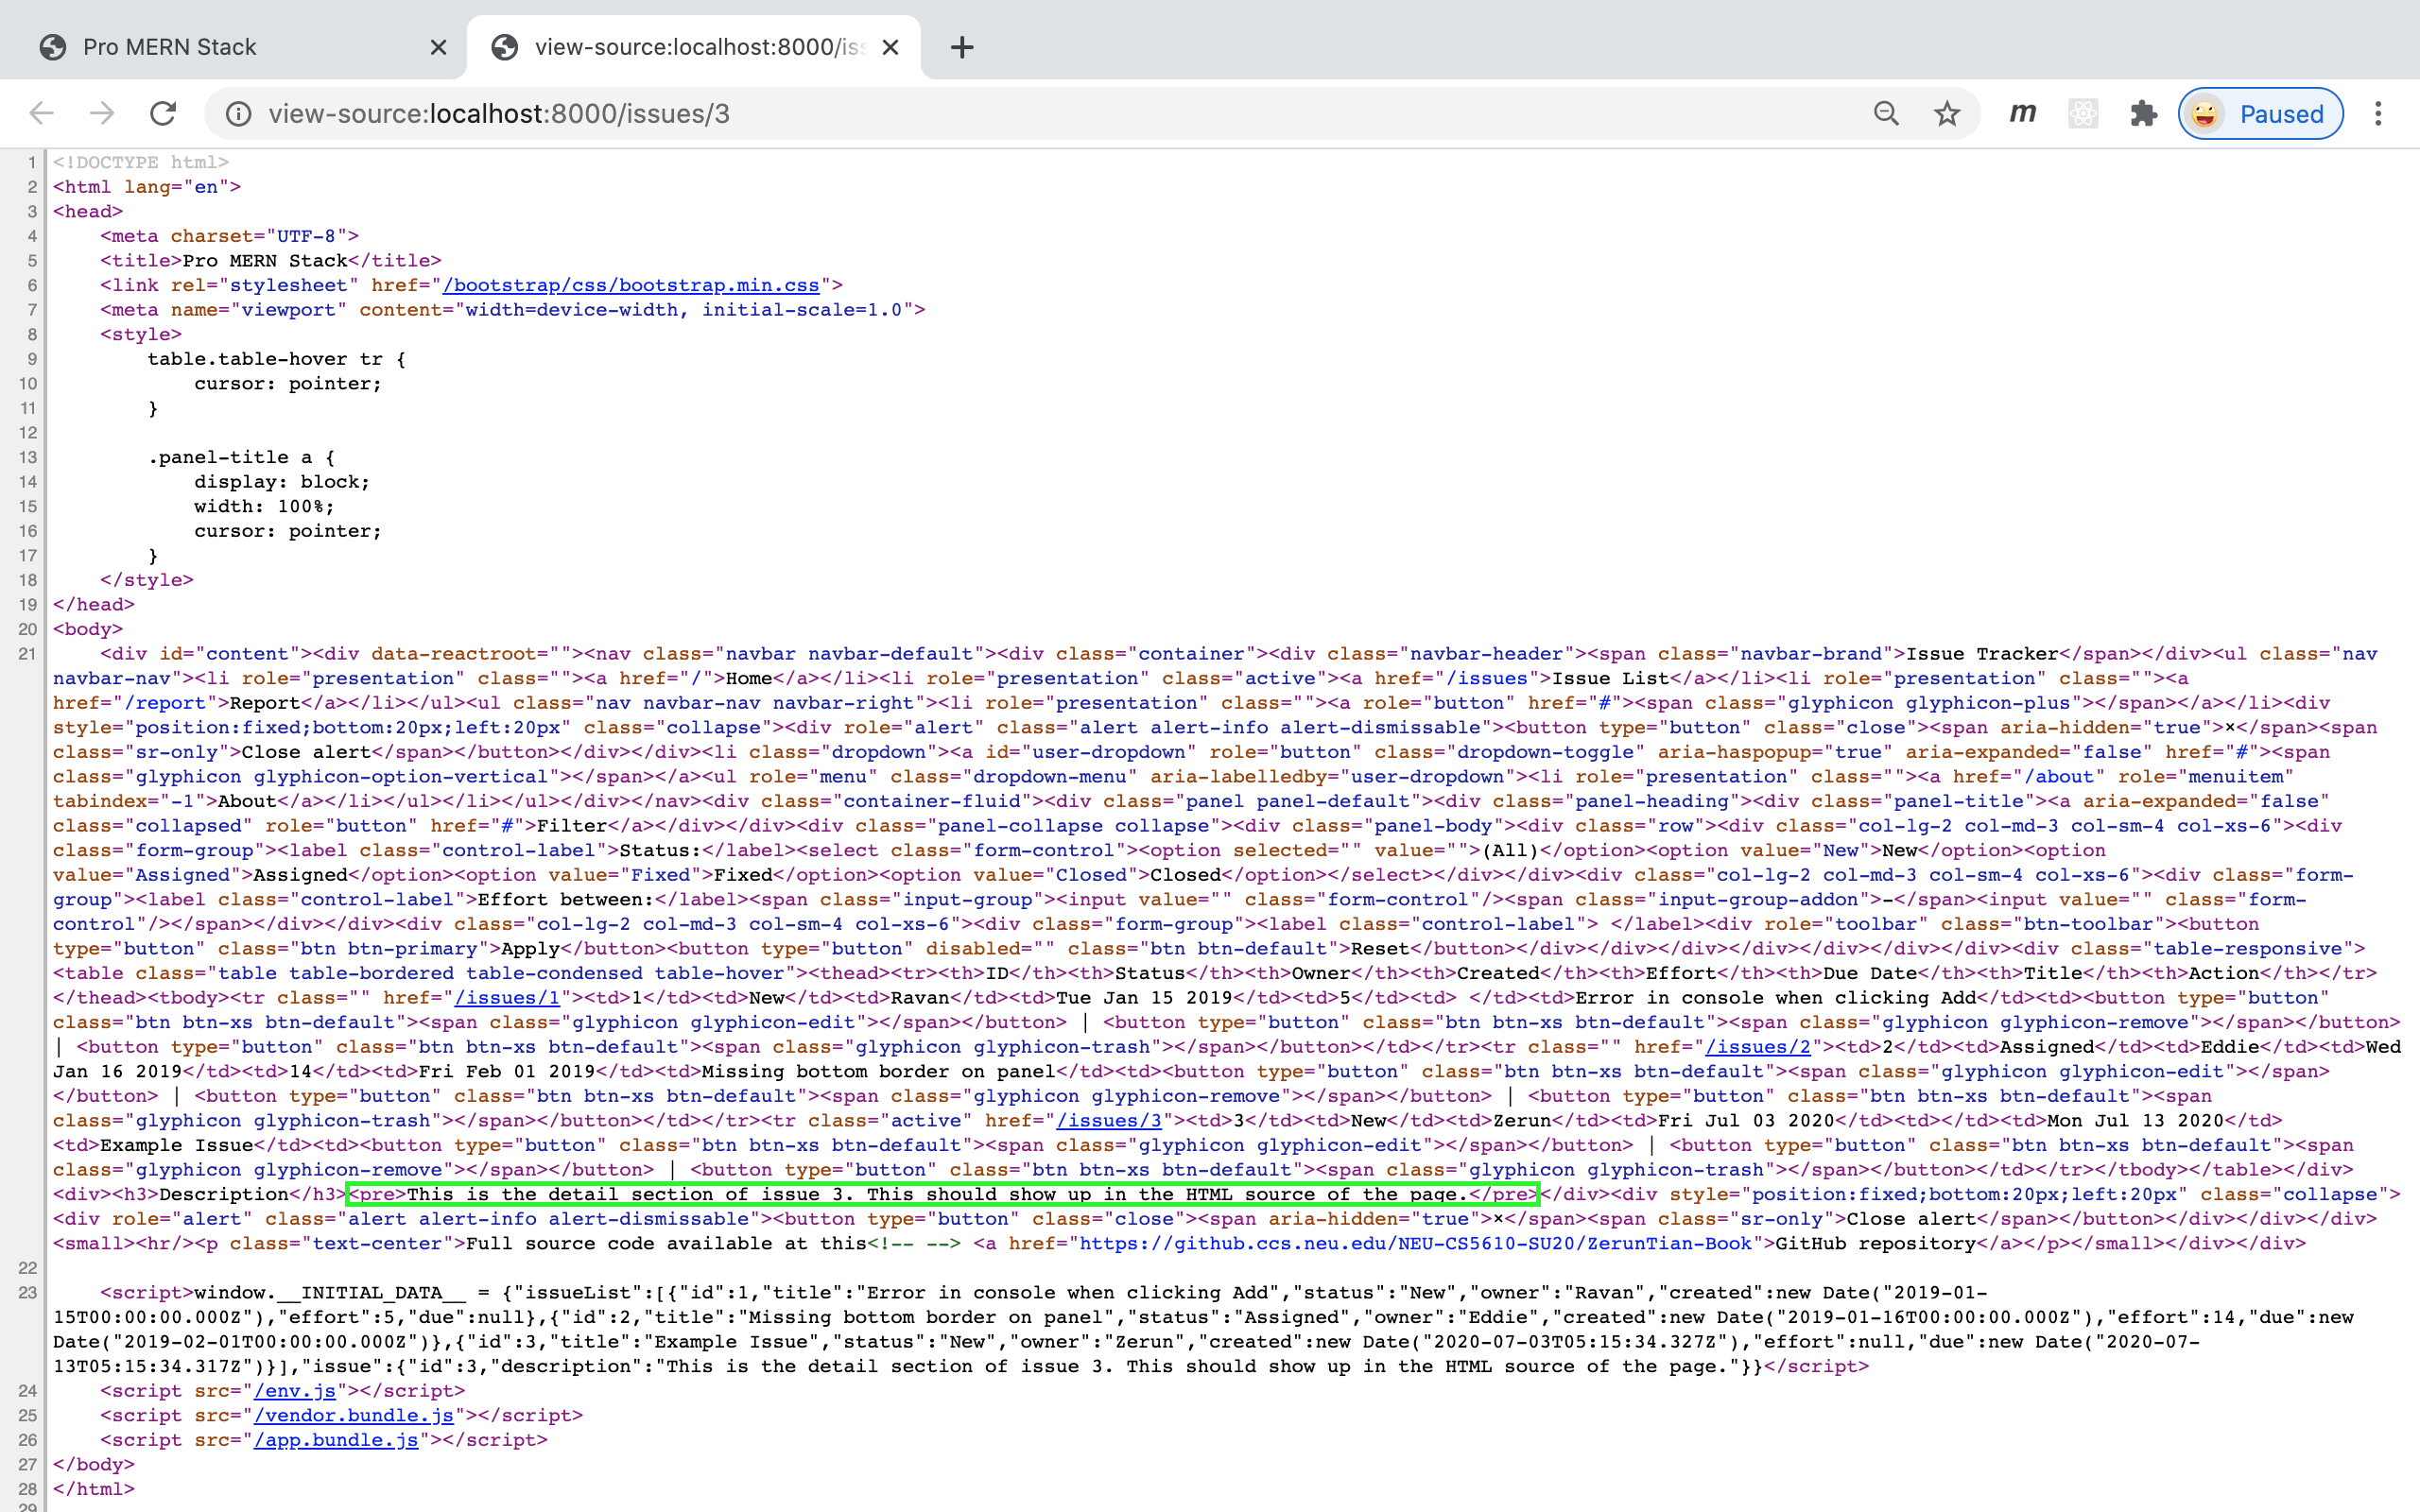 Pro MERN Stack
view-source:localhost:8000/iss
view-source:localhost:8000/issues/3
m
Paused
1 <!DOCTYPE html>
2 <html lang="en">
3 <head>
4 <meta charset="UTF-8">
5 <title>Pro MERN Stack</title>
6 <link rel="stylesheet" href="/bootstrap/css/bootstrap.min.css">
7 <meta name="viewport" content="width=device-width, initial-scale=1.0">
8 <style>
9 table.table-hover tr {
10 cursor: pointer;
11 }
12
13 .panel-title a {
14 display: block;
15 width: 100%;
16 cursor: pointer;
17 }
18 </style>
19 </head>
20 <body>
21 <div id="content"><div data-reactroot=""><nav class="navbar navbar-default"><div class="container"><div class="navbar-header"><span class="navbar-brand">Issue Tracker</span></div><ul class="nav
navbar-nav"><li role="presentation" class=""><a href="/">Home</a></li><li role="presentation" class="active"><a href="/issues">Issue List</a></li><li role="presentation" class=""><a
href="/report">Report</a></li></ul><ul class="nav navbar-nav navbar-right"><li role="presentation" class=""><a role="button" href="#"><span class="glyphicon glyphicon-plus"></span></a></li><div
style="position:fixed;bottom:20px;left:20px" class="collapse"><div role="alert" class="alert alert-info alert-dismissable"><button type="button" class="close"><span aria-hidden="true">×</span><span
class="sr-only">Close alert</span></button></div></div><li class="dropdown"><a id="user-dropdown" role="button" class="dropdown-toggle" aria-haspopup="true" aria-expanded="false" href="#"><span
class="glyphicon glyphicon-option-vertical"></span></a><ul role="menu" class="dropdown-menu" aria-labelledby="user-dropdown"><li role="presentation" class=""><a href="/about" role="menuitem"
tabindex="-1">About</a></li></ul></li></ul></div></nav><div class="container-fluid"><div class="panel panel-default"><div class="panel-heading"><div class="panel-title"><a aria-expanded="false"
class="collapsed" role="button" href="#">Filter</a></div></div><div class="panel-collapse collapse"><div class="panel-body"><div class="row"><div class="col-lg-2 col-md-3 col-sm-4 col-xs-6"><div
class="form-group"><label class="control-label">Status:</label><select class="form-control"><option selected="" value="">(All)</option><option value="New">New</option><option
value="Assigned">Assigned</option><option value="Fixed">Fixed</option><option value="Closed">Closed</option></select></div></div><div class="col-lg-2 col-md-3 col-sm-4 col-xs-6"><div class="form-
group"><label class="control-label">Effort between:</label><span class="input-group"><input value="" class="form-control"/><span class="input-group-addon">-</span><input value="" class="form-
control"/></span></div></div><div class="col-lg-2 col-md-3 col-sm-4 col-xs-6"><div class="form-group"><label class="control-label"> </label><div role="toolbar" class="btn-toolbar"><button
type="button" class="btn btn-primary">Apply</button><button type="button" disabled="" class="btn btn-default">Reset</button></div></div></div></div></div></div></div><div class="table-responsive">
<table class="table table-bordered table-condensed table-hover"><thead><tr><th>ID</th><th>Status</th><th>Owner</th><th>Created</th><th>Effort</th><th>Due Date</th><th>Title</th><th>Action</th></tr>
</thead><tbody><tr class="" href="/issues/1"><td>1</td><td>New</td><td>Ravan</td><td>Tue Jan 15 2019</td><td>5</td><td> </td><td>Error in console when clicking Add</td><td><button type="button"
class="btn btn-xs btn-default"><span class="glyphicon glyphicon-edit"></span></button> | <button type="button" class="btn btn-xs btn-default"><span class="glyphicon glyphicon-remove"></span></button>
| <button type="button" class="btn btn-xs btn-default"><span class="glyphicon glyphicon-trash"></span></button></td></tr><tr class="" href="/issues/2"><td>2</td><td>Assigned</td><td>Eddie</td><td>Wed
Jan 16 2019</td><td>14</td><td>Fri Feb 01 2019</td><td>Missing bottom border on panel</td><td><button type="button" class="btn btn-xs btn-default"><span class="glyphicon glyphicon-edit"></span>
</button> | <button type="button" class="btn btn-xs btn-default"><span class="glyphicon glyphicon-remove"></span></button> | <button type="button" class="btn btn-xs btn-default"><span
class="glyphicon glyphicon-trash"></span></button></td></tr><tr class="active" href="/issues/3"><td>3</td><td>New</td><td>Zerun</td><td>Fri Jul 03 2020</td><td></td><td>Mon Jul 13 2020</td>
<td>Example Issue</td><td><button type="button" class="btn btn-xs btn-default"><span class="glyphicon glyphicon-edit"></span></button> | <button type="button" class="btn btn-xs btn-default"><span
class="glyphicon glyphicon-remove"></span></button> | <button type="button" class="btn btn-xs btn-default"><span class="glyphicon glyphicon-trash"></span></button></td></tr></tbody></table></div>
<div><h3>Description</h3><pre>This is the detail section of issue 3. This should show up in the HTML source of the page.</pre></div><div style="position:fixed;bottom:20px;left:20px" class="collapse">
<div role="alert" class="alert alert-info alert-dismissable"><button type="button" class="close"><span aria-hidden="true">×</span><span class="sr-only">Close alert</span></button></div></div></div>
<small><hr/><p class="text-center">Full source code available at this<!-- --> <a href="https://github.ccs.neu.edu/NEU-CS5610-SU20/ZerunTian-Book">GitHub repository</a></p></small></div></div>
22
23 <script>window.__INITIAL_DATA__ = {"issueList":[{"id":1,"title":"Error in console when clicking Add","status":"New","owner":"Ravan","created":new Date("2019-01-
15T00:00:00.000Z"),"effort":5,"due":null},{"id":2,"title":"Missing bottom border on panel","status":"Assigned","owner":"Eddie","created":new Date("2019-01-16T00:00:00.000Z"),"effort":14,"due":new
Date("2019-02-01T00:00:00.000Z")},{"id":3,"title":"Example Issue","status":"New","owner":"Zerun","created":new Date("2020-07-03T05:15:34.327Z"),"effort":null,"due":new Date("2020-07-
13T05:15:34.317Z")}],"issue":{"id":3,"description":"This is the detail section of issue 3. This should show up in the HTML source of the page."}}</script>
24 <script src="/env.js"></script>
25 <script src="/vendor.bundle.js"></script>
26 <script src="/app.bundle.js"></script>
27 </body>
28 </html>
29